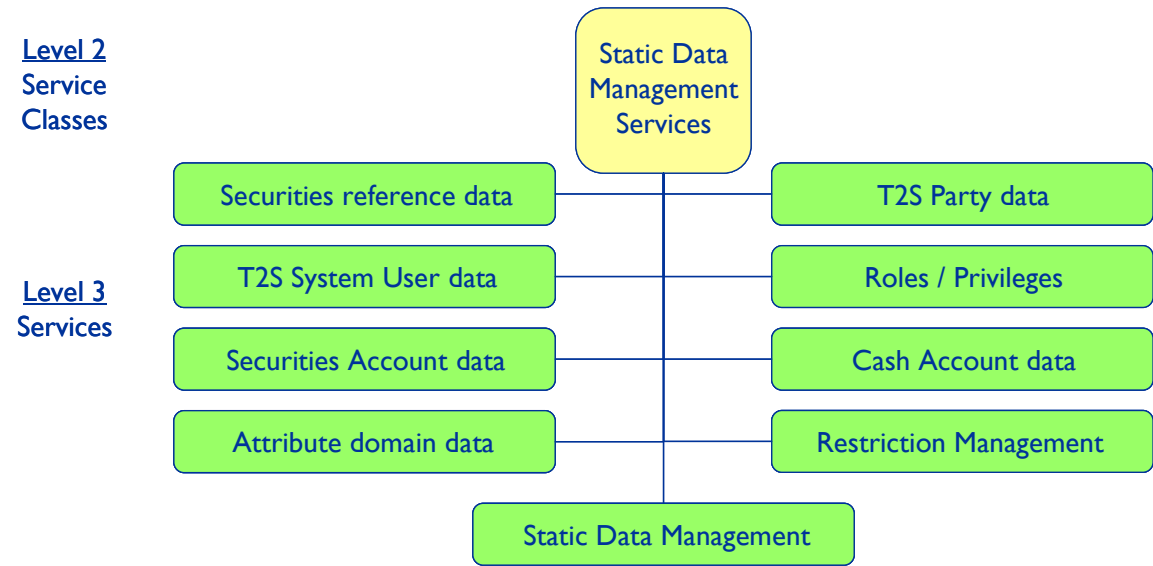 Level 2
Service
Classes
Static Data
Management
Services
Securities reference data
T2S Party data
T2S System User data
Roles / Privileges
Level 3
Services
Securities Account data
Cash Account data
Attribute domain data
Restriction Management
Static Data Management